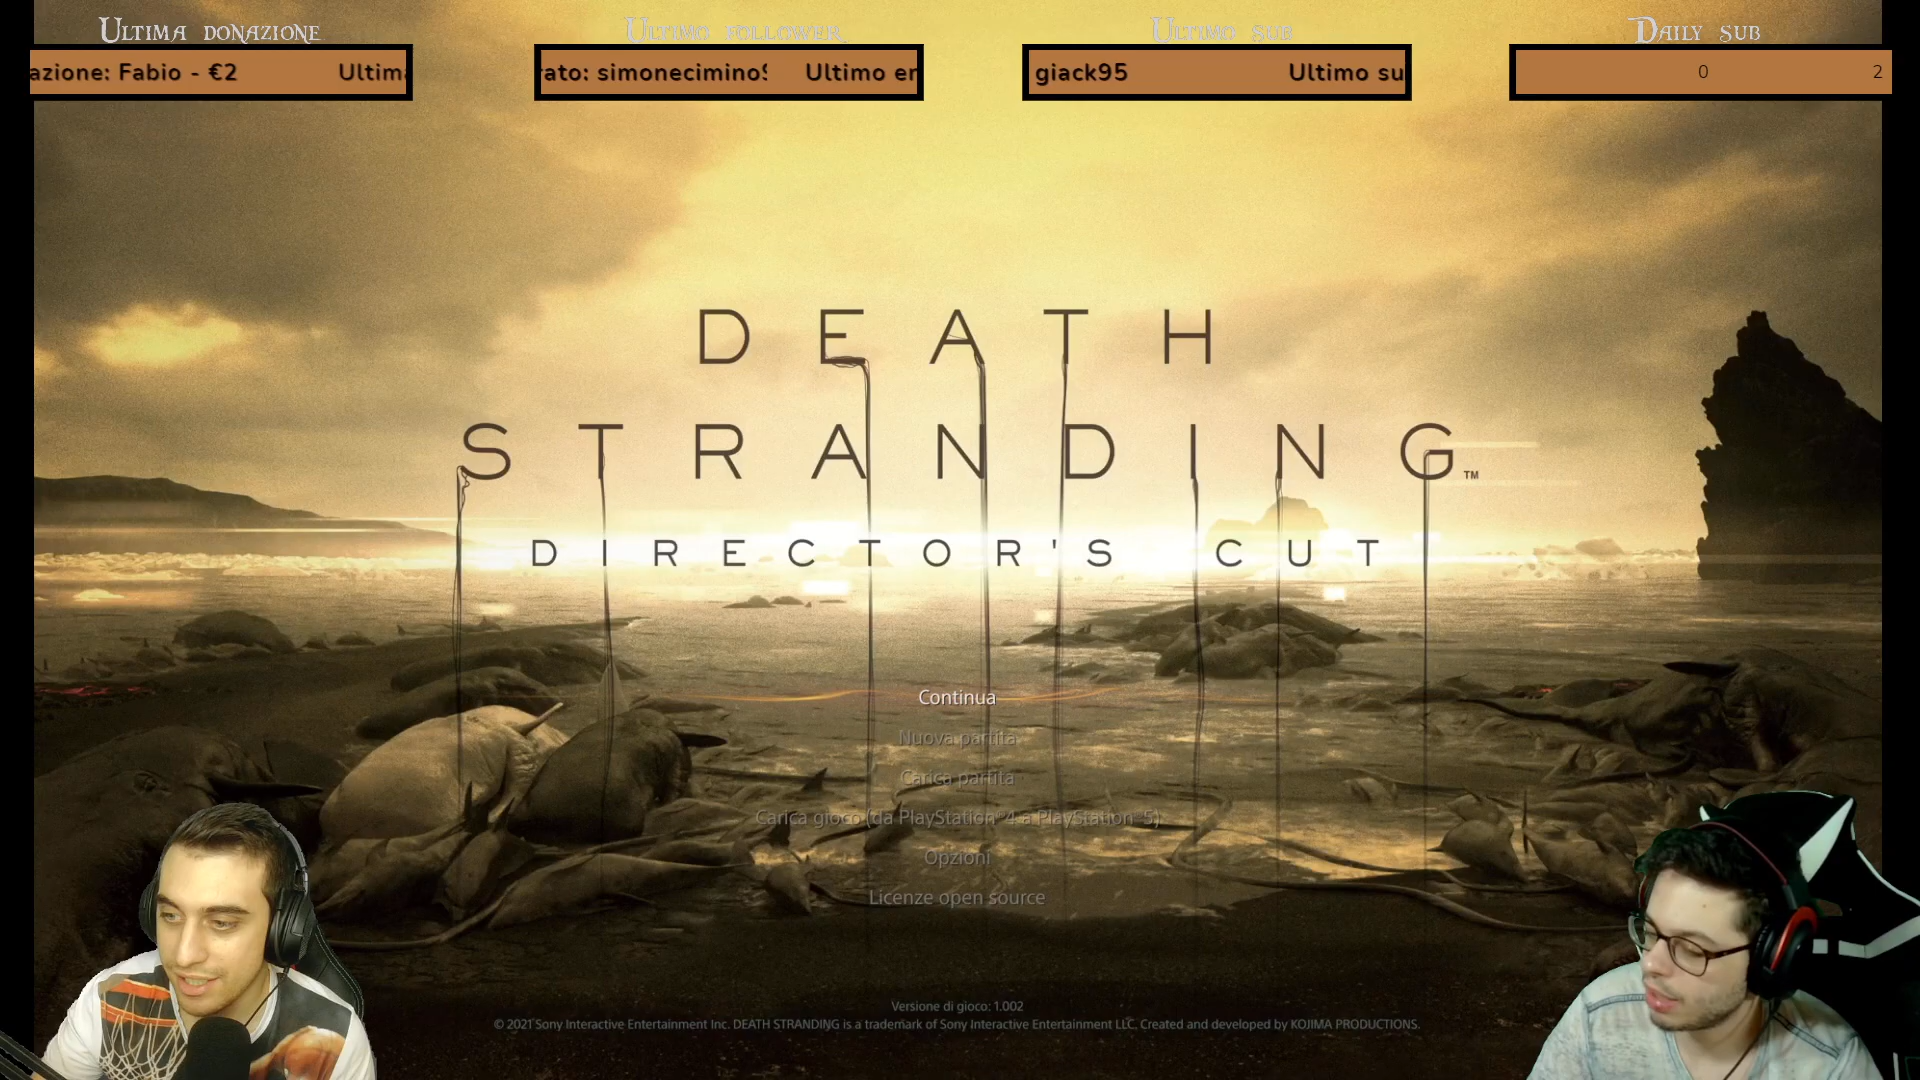 Ultima donazione
Ultimo follower
Ultimo sub
Daily sub
azione: Fabio - €2 Ultima
rato: simonecimino Ultimo er
giack95 Ultimo su
0 2
DEATH
STRANDING™
DIRECTOR'S CUT
Continua
Nuova partita
Carica partita
Carica gioco (da PlayStation®4 a PlayStation®5)
Opzioni
Licenze open source
Versione di gioco: 1.002
© 2021 Sony Interactive Entertainment Inc. DEATH STRANDING is a trademark of Sony Interactive Entertainment LLC. Created and developed by KOJIMA PRODUCTIONS.